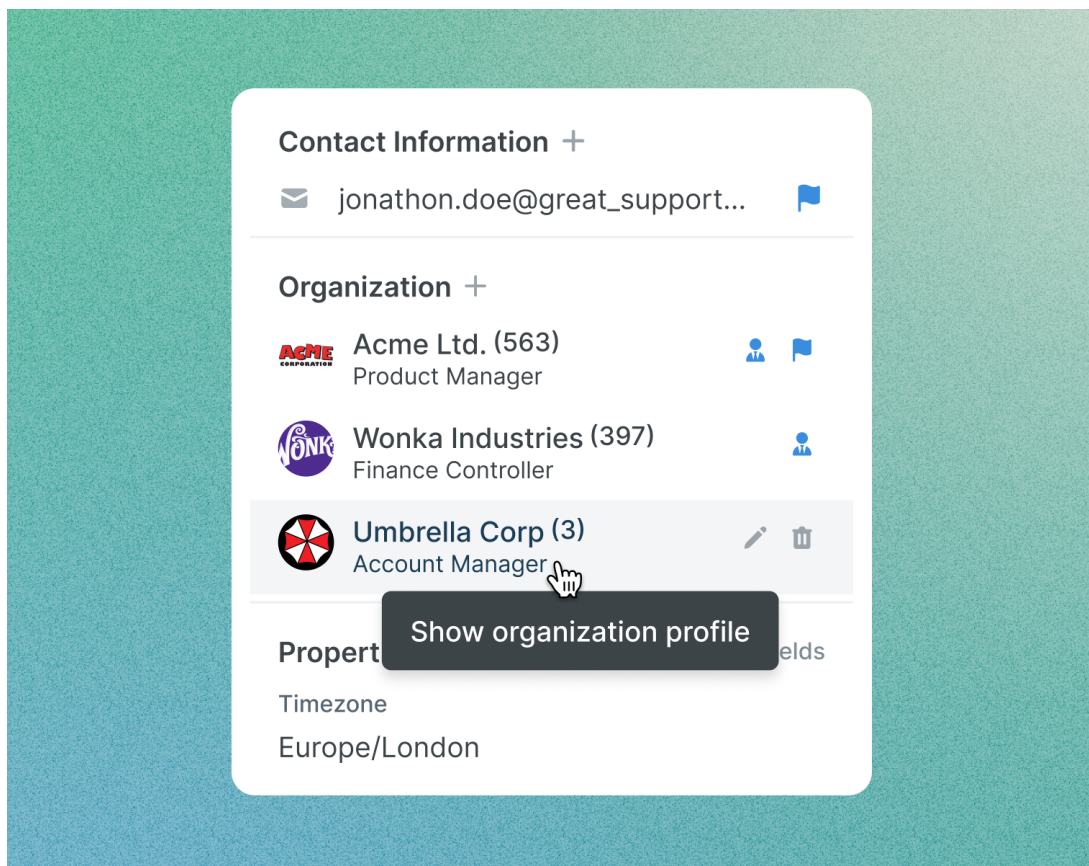 Contact Information +
jonathon.doe@great_support...
Organization +
ACME
CORPORATION
Acme Ltd. (563)
Product Manager
WONK
Wonka Industries (397)
Finance Controller
Umbrella Corp (3)
Account Manager
Show organization profile
Propert
elds
Timezone
Europe/London